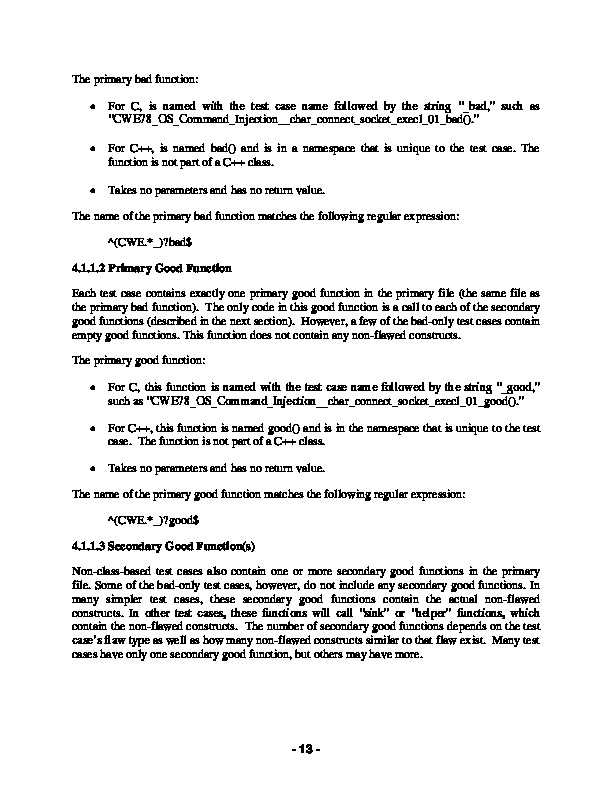 The primary bad function:
• For C, is named with the test case name followed by the string "_bad," such as
"CWE78_OS_Command_Injection__char_connect_socket_execl_01_bad()."
• For C++, is named bad() and is in a namespace that is unique to the test case. The
function is not part of a C++ class.
• Takes no parameters and has no return value.
The name of the primary bad function matches the following regular expression:
^(CWE.*_)?bad$
4.1.1.2 Primary Good Function
Each test case contains exactly one primary good function in the primary file (the same file as
the primary bad function). The only code in this good function is a call to each of the secondary
good functions (described in the next section). However, a few of the bad-only test cases contain
empty good functions. This function does not contain any non-flawed constructs.
The primary good function:
• For C, this function is named with the test case name followed by the string "_good,"
such as "CWE78_OS_Command_Injection__char_connect_socket_execl_01_good()."
• For C++, this function is named good() and is in the namespace that is unique to the test
case. The function is not part of a C++ class.
• Takes no parameters and has no return value.
The name of the primary good function matches the following regular expression:
^(CWE.*_)?good$
4.1.1.3 Secondary Good Function(s)
Non-class-based test cases also contain one or more secondary good functions in the primary
file. Some of the bad-only test cases, however, do not include any secondary good functions. In
many simpler test cases, these secondary good functions contain the actual non-flawed
constructs. In other test cases, these functions will call "sink" or "helper" functions, which
contain the non-flawed constructs. The number of secondary good functions depends on the test
case's flaw type as well as how many non-flawed constructs similar to that flaw exist. Many test
cases have only one secondary good function, but others may have more.
- 13 -